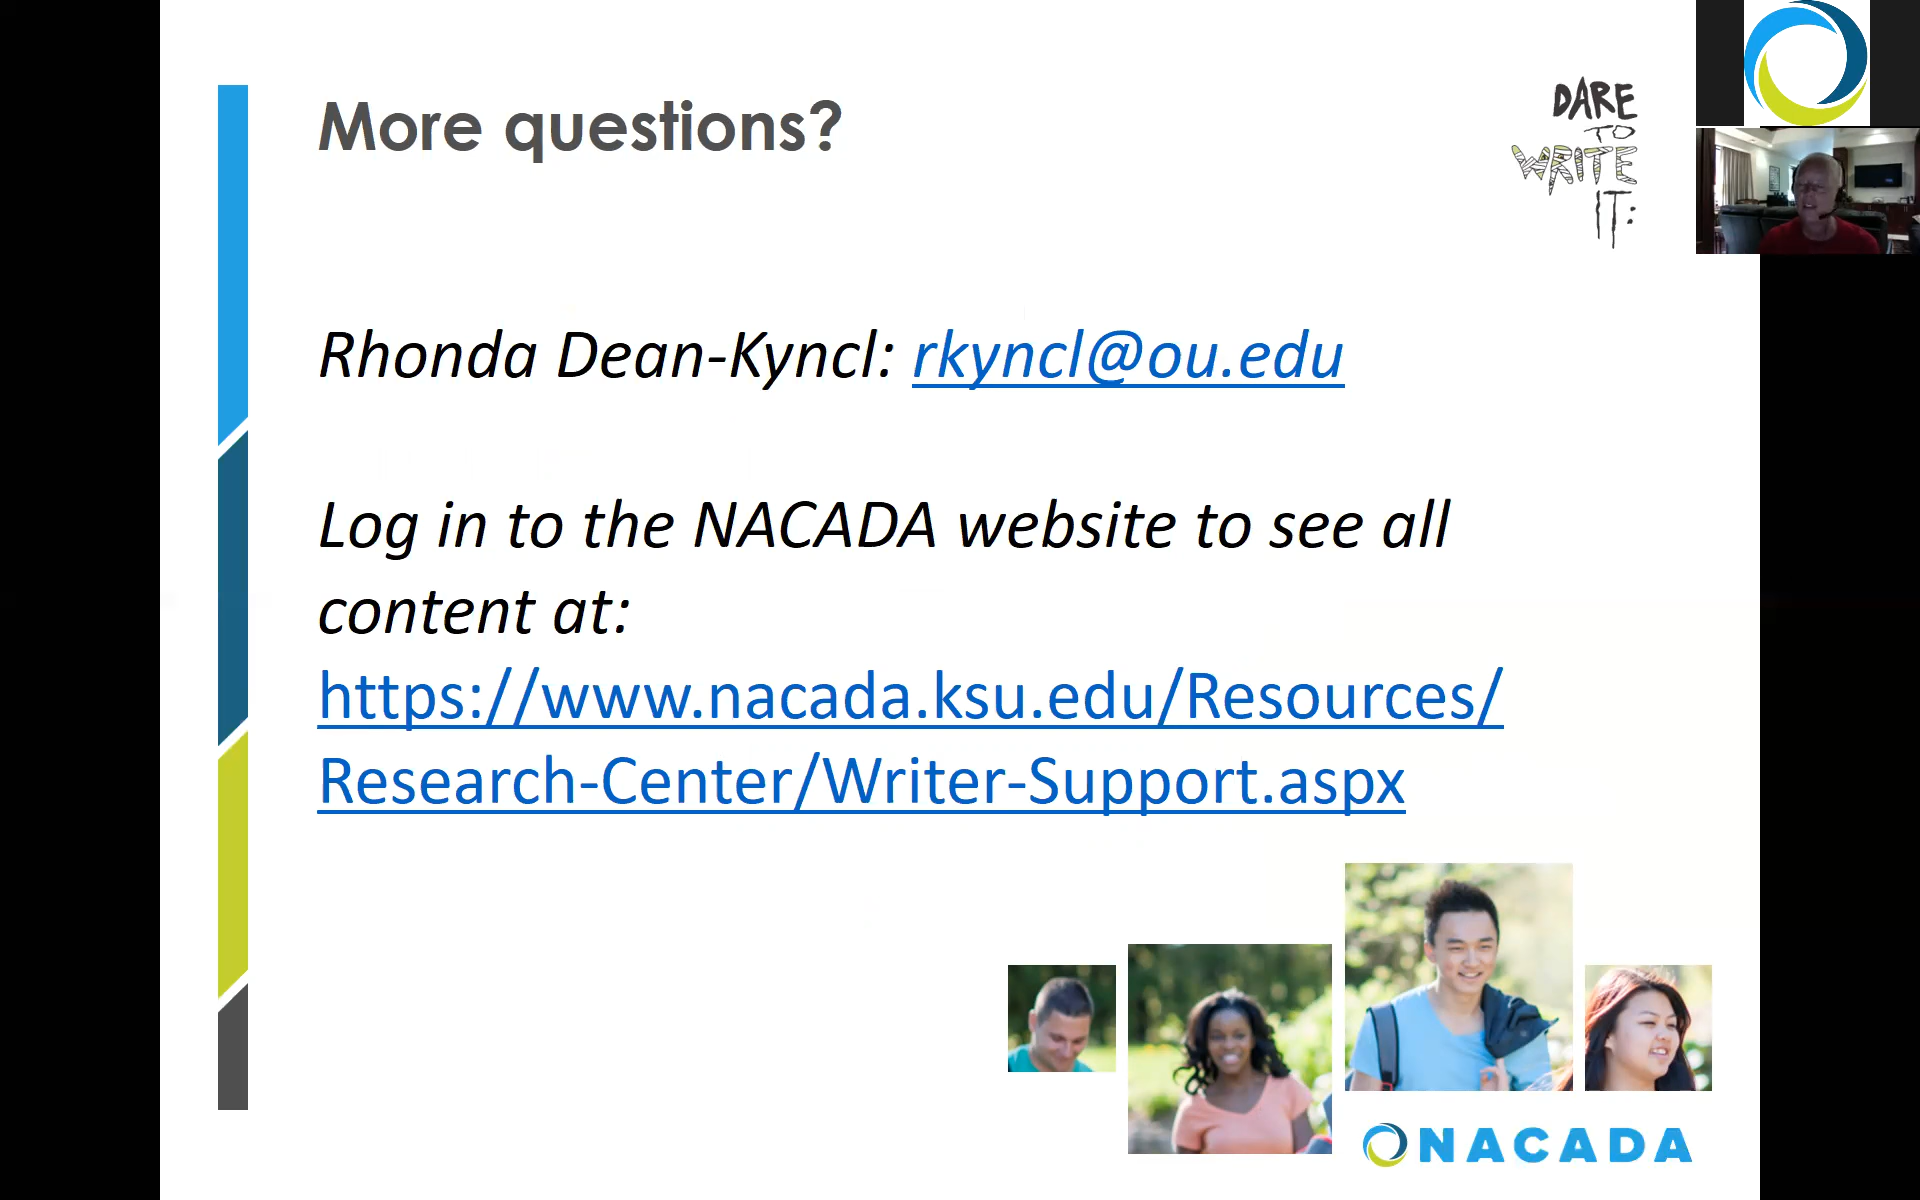 More questions?
DARE
TO
WRITE
IT:
Rhonda Dean-Kyncl: rkyncl@ou.edu
Log in to the NACADA website to see all
content at:
https://www.nacada.ksu.edu/Resources/
Research-Center/Writer-Support.aspx
NACADA